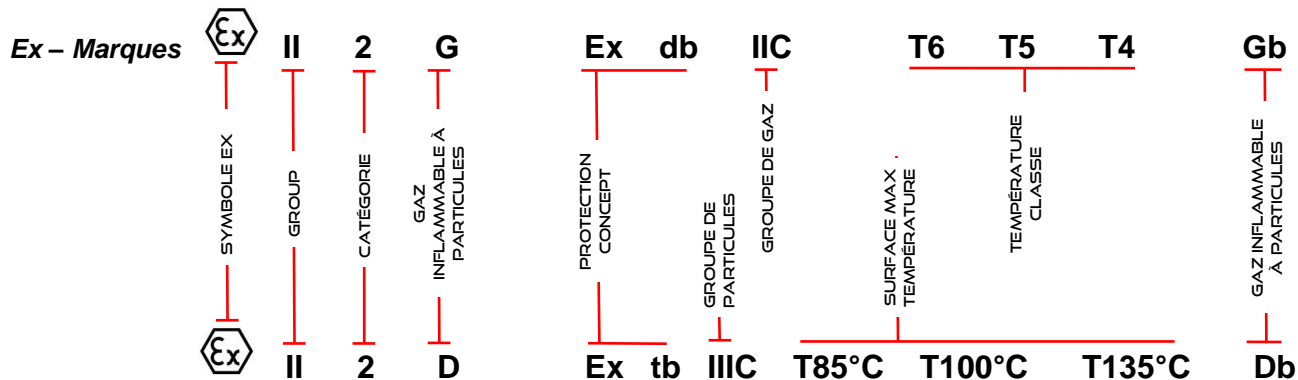 Ex – Marques Ex II 2 G Ex db IIC T6 T5 T4 Gb
SYMBOLE EX
GROUP
CATÉGORIE
GAZ
INFLAMMABLE À
PARTICULES
PROTECTION
CONCEPT
GROUPE DE
PARTICULES
GROUPE DE GAZ
SURFACE MAX
TEMPÉRATURE
TEMPÉRATURE
CLASSE
GAZ INFLAMMABLE
À PARTICULES
Ex II 2 D Ex tb IIIC T85°C T100°C T135°C Db